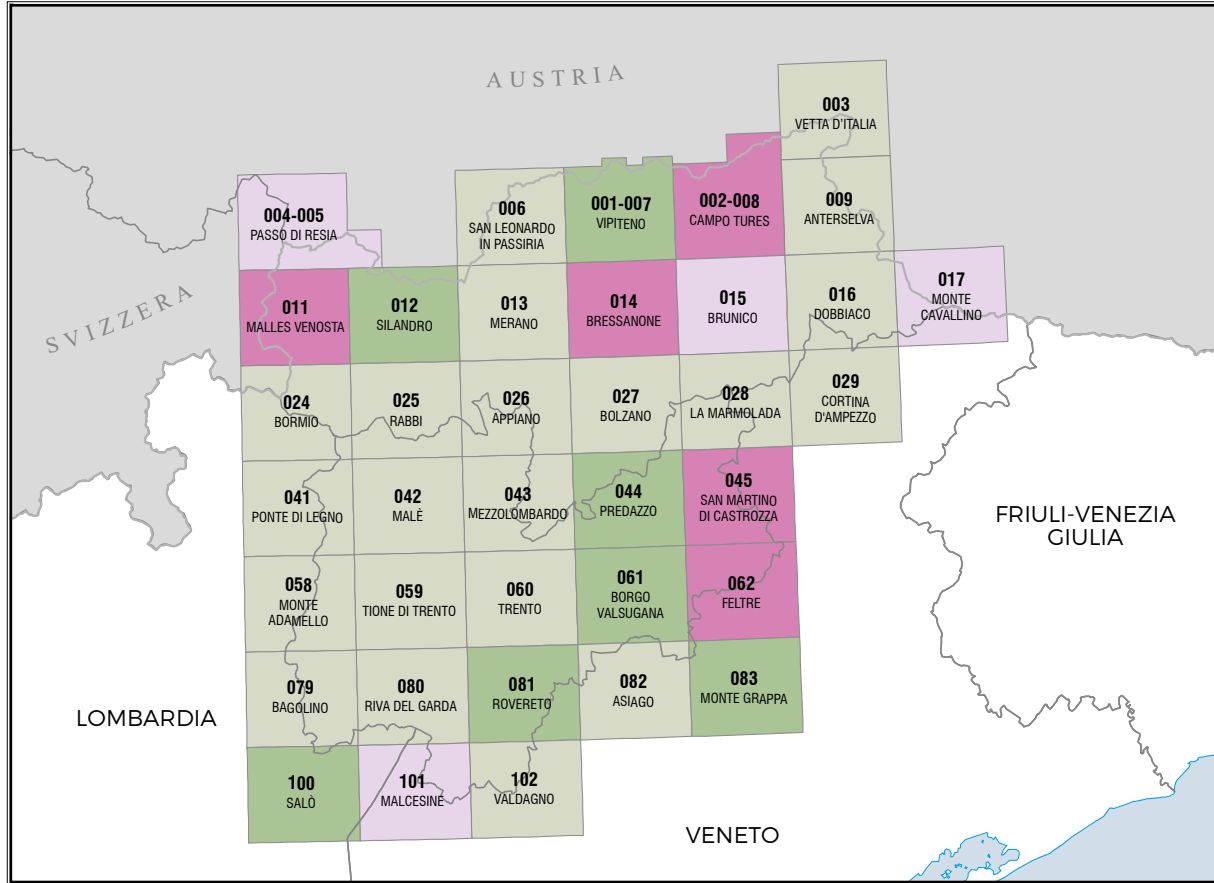 AUSTRIA
003
VETTA D'ITALIA
004-005
PASSO DI RESIA
006
SAN LEONARDO
IN PASSIRIA
001-007
VIPITENO
002-008
CAMPO TURES
009
ANTERSELVA
SVIZZERA
011
MALLES VENOSTA
012
SILANDRO
013
MERANO
014
BRESSANONE
015
BRUNICO
016
DOBBIACO
017
MONTE
CAVALLINO
024
BORMIO
025
RABBI
026
APPIANO
027
BOLZANO
028
LA MARMOLADA
029
CORTINA
D'AMPEZZO
041
PONTE DI LEGNO
042
MALÈ
043
MEZZOLOMBARDO
044
PREDAZZO
045
SAN MARTINO
DI CASTROZZA
FRIULI-VENEZIA
GIULIA
058
MONTE
ADAMELLO
059
TIONE DI TRENTO
060
TRENTO
061
BORGO
VALSUGANA
062
FELTRE
LOMBARDIA
079
BAGOLINO
080
RIVA DEL GARDA
081
ROVERETO
082
ASIAGO
083
MONTE GRAPPA
100
SALÒ
101
MALCESINE
102
VALDAGNO
VENETO